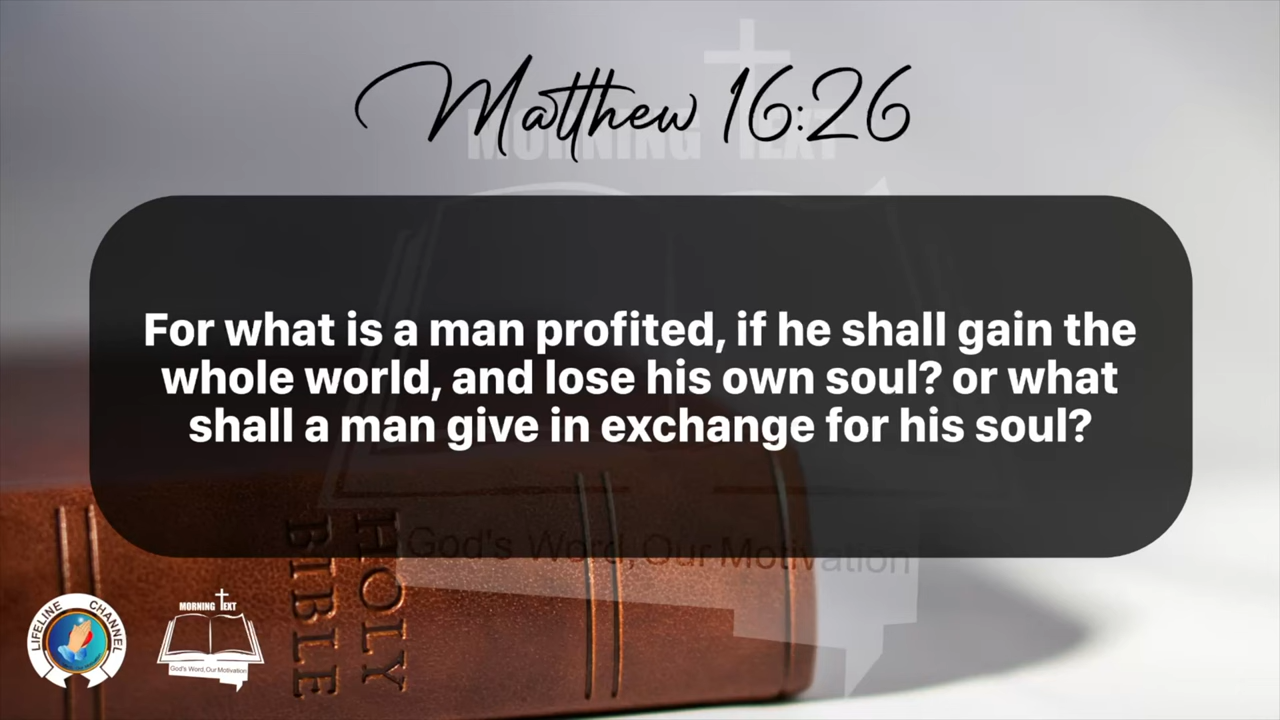 Matthew 16:26
MORNING TEXT
For what is a man profited, if he shall gain the
whole world, and lose his own soul? or what
shall a man give in exchange for his soul?
God's Word, Our Motivation
HOLY
BIBLE
LIFELINE CHANNEL
MORNING TEXT
God's Word, Our Motivation